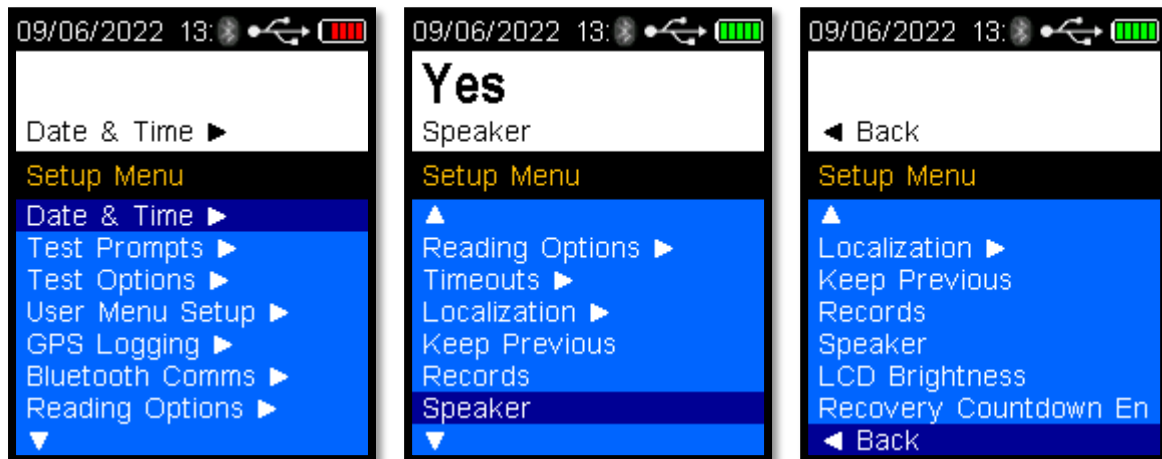 09/06/2022 13:
Date & Time ▶
Setup Menu
Date & Time ▶
Test Prompts ▶
Test Options ▶
User Menu Setup ▶
GPS Logging ▶
Bluetooth Comms ▶
Reading Options ▶
▼
09/06/2022 13:
Yes
Speaker
Setup Menu
▲
Reading Options ▶
Timeouts ▶
Localization ▶
Keep Previous
Records
Speaker
▼
09/06/2022 13:
◀ Back
Setup Menu
▲
Localization ▶
Keep Previous
Records
Speaker
LCD Brightness
Recovery Countdown En
◀ Back